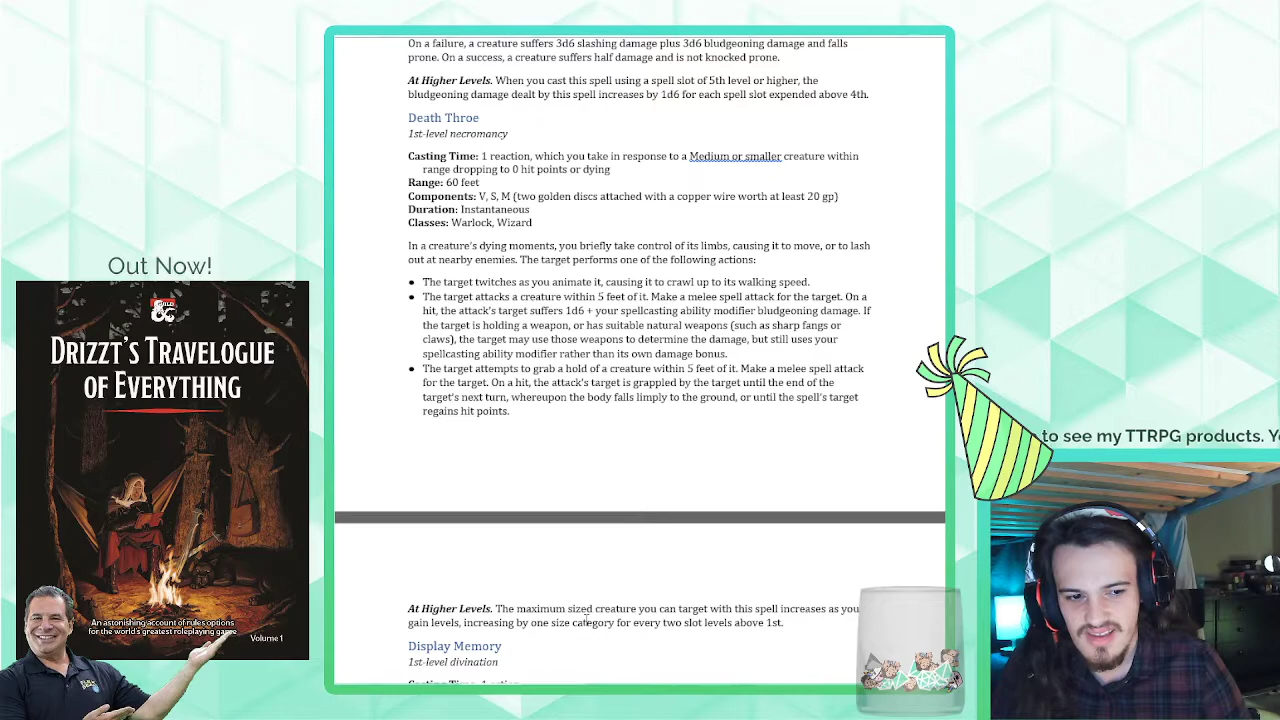 On a failure, a creature suffers 3d6 slashing damage plus 3d6 bludgeoning damage and falls
prone. On a success, a creature suffers half damage and is not knocked prone.
At Higher Levels. When you cast this spell using a spell slot of 5th level or higher, the
bludgeoning damage dealt by this spell increases by 1d6 for each spell slot expended above 4th.
Death Throe
1st-level necromancy
Casting Time: 1 reaction, which you take in response to a Medium or smaller creature within
range dropping to 0 hit points or dying
Range: 60 feet
Components: V, S, M (two golden discs attached with a copper wire worth at least 20 gp)
Duration: Instantaneous
Classes: Warlock, Wizard
In a creature's dying moments, you briefly take control of its limbs, causing it to move, or to lash
out at nearby enemies. The target performs one of the following actions:
● The target twitches as you animate it, causing it to crawl up to its walking speed.
● The target attacks a creature within 5 feet of it. Make a melee spell attack for the target. On a
hit, the attack's target suffers 1d6 + your spellcasting ability modifier bludgeoning damage. If
the target is holding a weapon, or has suitable natural weapons (such as sharp fangs or
claws), the target may use those weapons to determine the damage, but still uses your
spellcasting ability modifier rather than its own damage bonus.
● The target attempts to grab a hold of a creature within 5 feet of it. Make a melee spell attack
for the target. On a hit, the attack's target is grappled by the target until the end of the
target's next turn, whereupon the body falls limply to the ground, or until the spell's target
regains hit points.
At Higher Levels. The maximum sized creature you can target with this spell increases as you
gain levels, increasing by one size category for every two slot levels above 1st.
Display Memory
1st-level divination
Out Now!
DRIZZT'S TRAVELOGUE
OF EVERYTHING
An astonishing account of rules options
for the world's greatest roleplaying game
Volume 1
to see my TTRPG products. Y